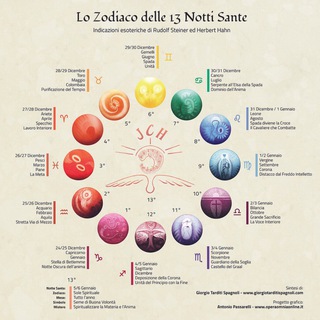 Lo Zodiaco delle 13 Notti Sante
Indicazioni esoteriche di Rudolf Steiner ed Herbert Hahn
29/30 Dicembre
Gemelli
Giugno
Spada
Unità
28/29 Dicembre
Toro
Maggio
Colombaia
Purificazione del Tempio
30/31 Dicembre
Cancro
Luglio
Serpente all'Elsa della Spada
Dominio dell'Anima
27/28 Dicembre
Ariete
Aprile
Specchio
Lavoro Interiore
31 Dicembre / 1 Gennaio
Leone
Agosto
Spada diviene la Croce
Il Cavaliere che Combatte
26/27 Dicembre
Pesci
Marzo
Pane
La Meta
1/2 Gennaio
Vergine
Settembre
Corona
Distacco dal Freddo Intelletto
25/26 Dicembre
Acquario
Febbraio
Aquila
Stretta Via di Mezzo
2/3 Gennaio
Bilancia
Ottobre
Grande Sacrificio
La Voce Interiore
24/25 Dicembre
Capricorno
Gennaio
Stella di Betlemme
Notte Oscura dell'anima
3/4 Gennaio
Scorpione
Novembre
Guardiano della Soglia
Castello del Graal
4/5 Gennaio
Sagittario
Dicembre
Deposizione della Corona
Unità del Principio con la Fine
JCH
1°
2°
3°
4°
5°
6°
7°
8°
9°
10°
11°
12°
13°
Notte Santa: 5/6 Gennaio
Zodiaco: Sole Spirituale
Mese: Tutto l'anno
Simbolo: Seme di Buona Volontà
Mistero: Spiritualizzare la Materia e l'Anima
Sintesi di:
Giorgio Tarditi Spagnoli - www.giorgiotarditispagnoli.com
Progetto grafico:
Antonio Passarelli - www.operaomniaonline.it